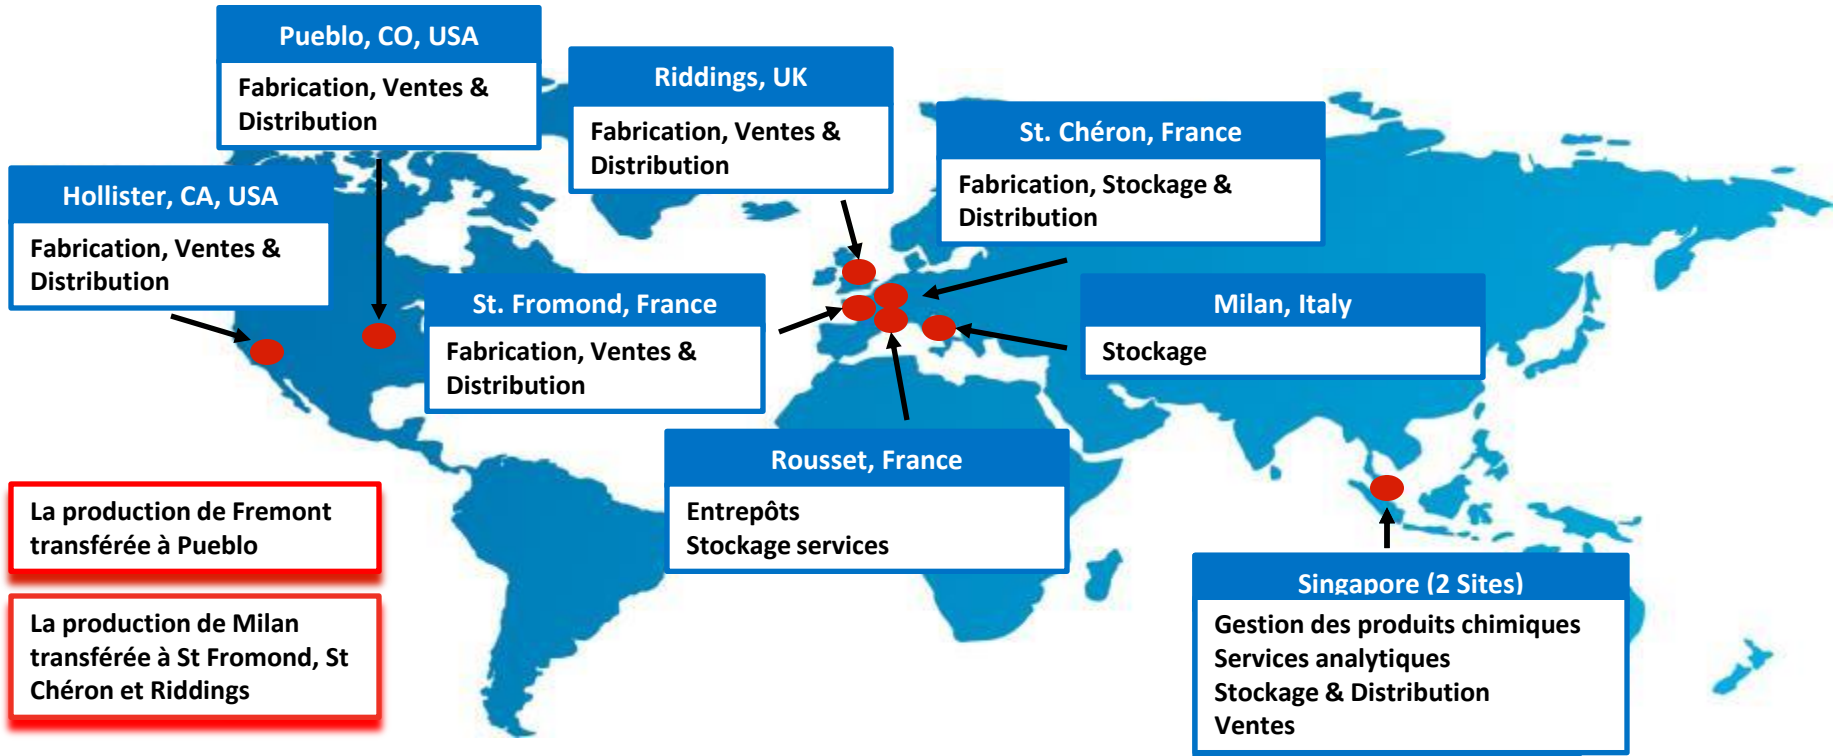 Pueblo, CO, USA
Fabrication, Ventes &
Distribution
Riddings, UK
Fabrication, Ventes &
Distribution
St. Chéron, France
Fabrication, Stockage &
Distribution
Hollister, CA, USA
Fabrication, Ventes &
Distribution
St. Fromond, France
Fabrication, Ventes &
Distribution
Milan, Italy
Stockage
Rousset, France
Entrepôts
Stockage services
La production de Fremont
transférée à Pueblo
La production de Milan
transférée à St Fromond, St
Chéron et Riddings
Singapore (2 Sites)
Gestion des produits chimiques
Services analytiques
Stockage & Distribution
Ventes